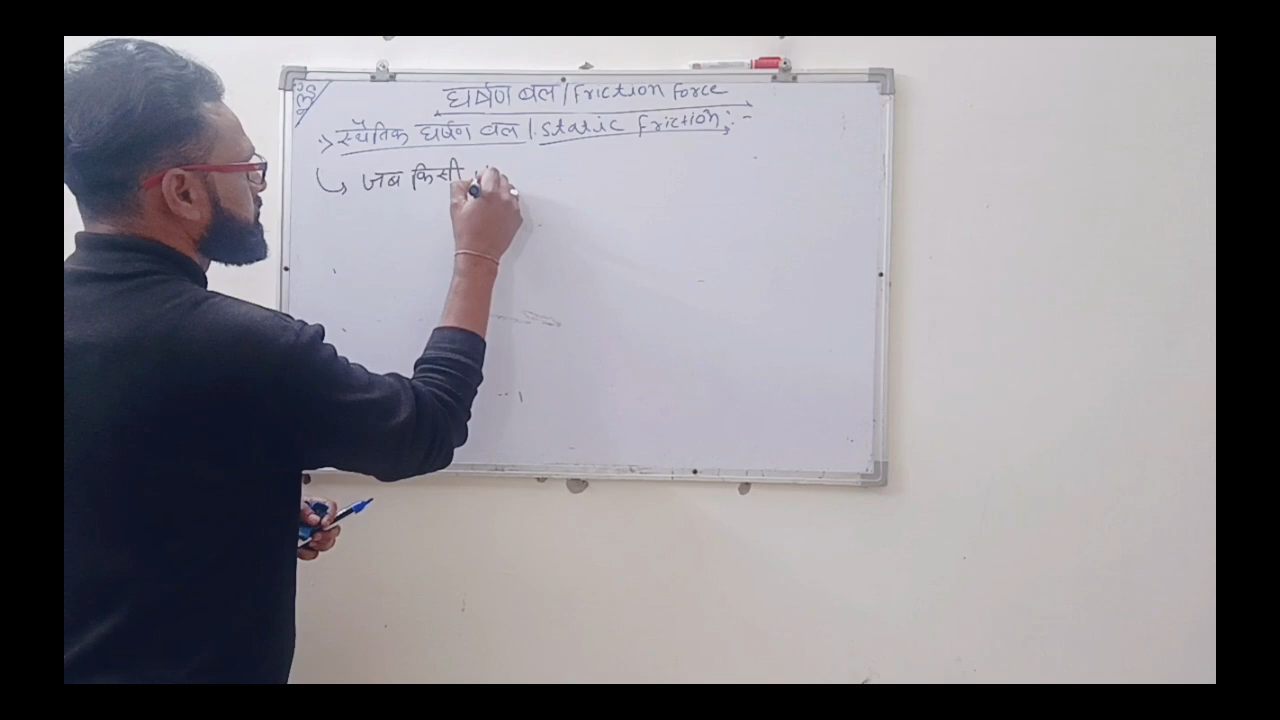 घर्षण बल / Friction Force
स्थैतिक घर्षण बल / static friction :-
जब किसी